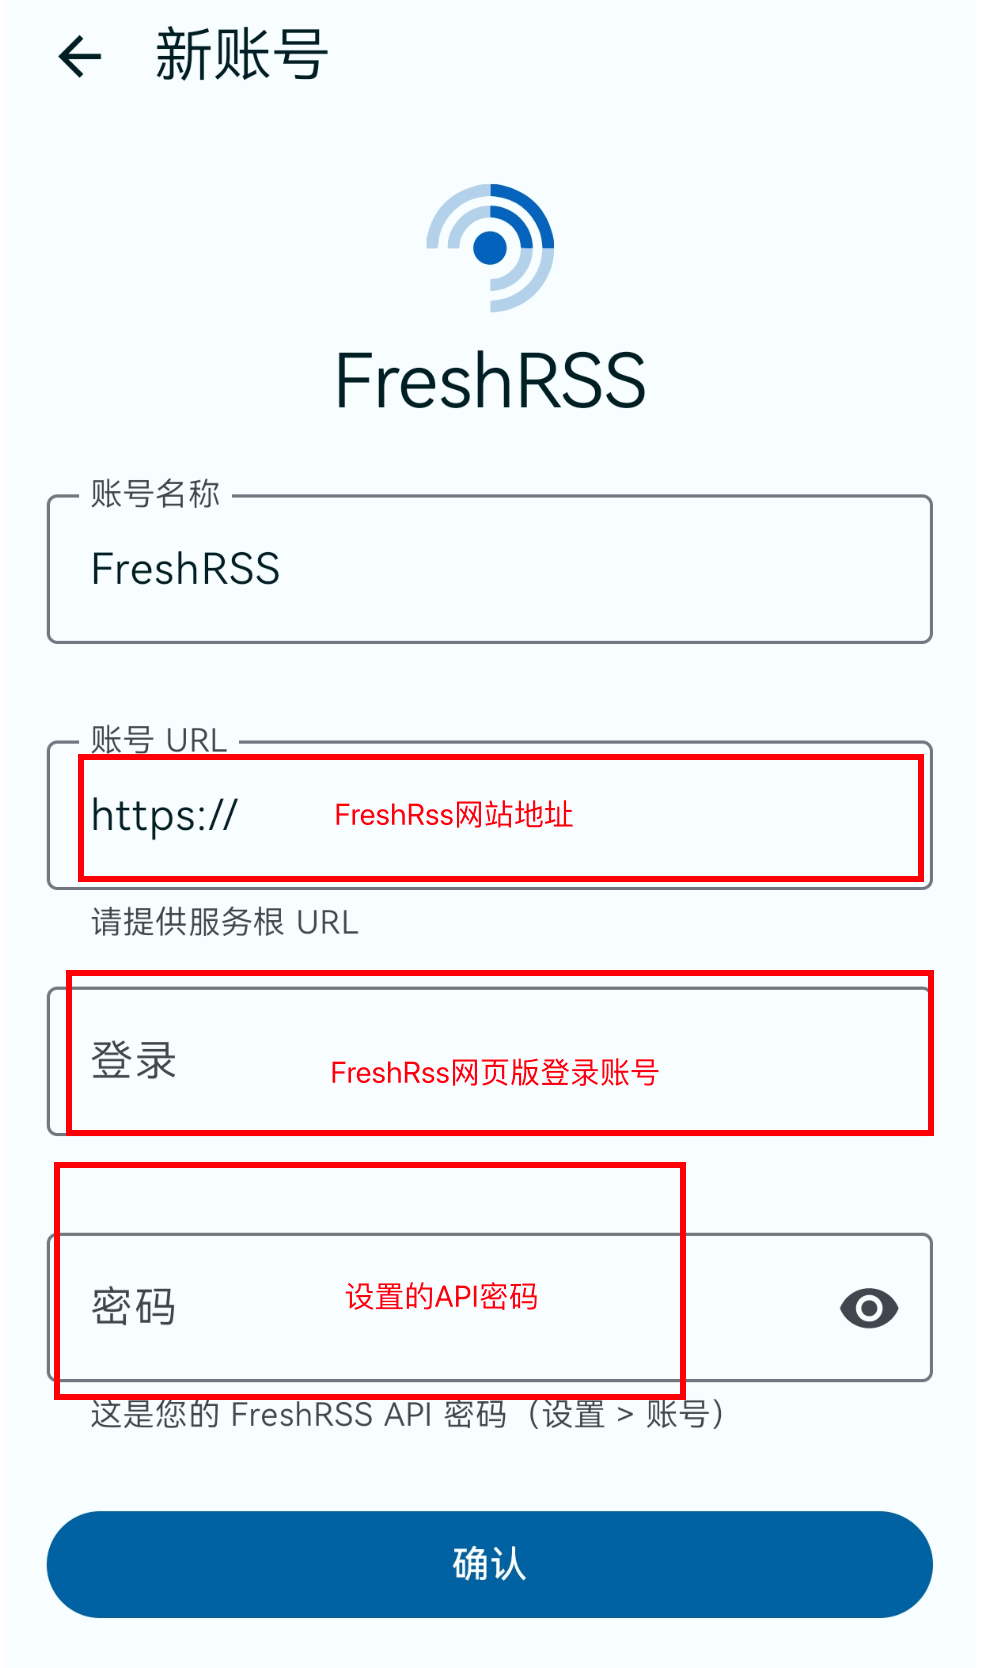 新账号
FreshRSS
账号名称
FreshRSS
账号 URL
https:// FreshRss网站地址
请提供服务根 URL
登录 FreshRss网页版登录账号
密码 设置的API密码
这是您的 FreshRSS API 密码（设置 > 账号）
确认